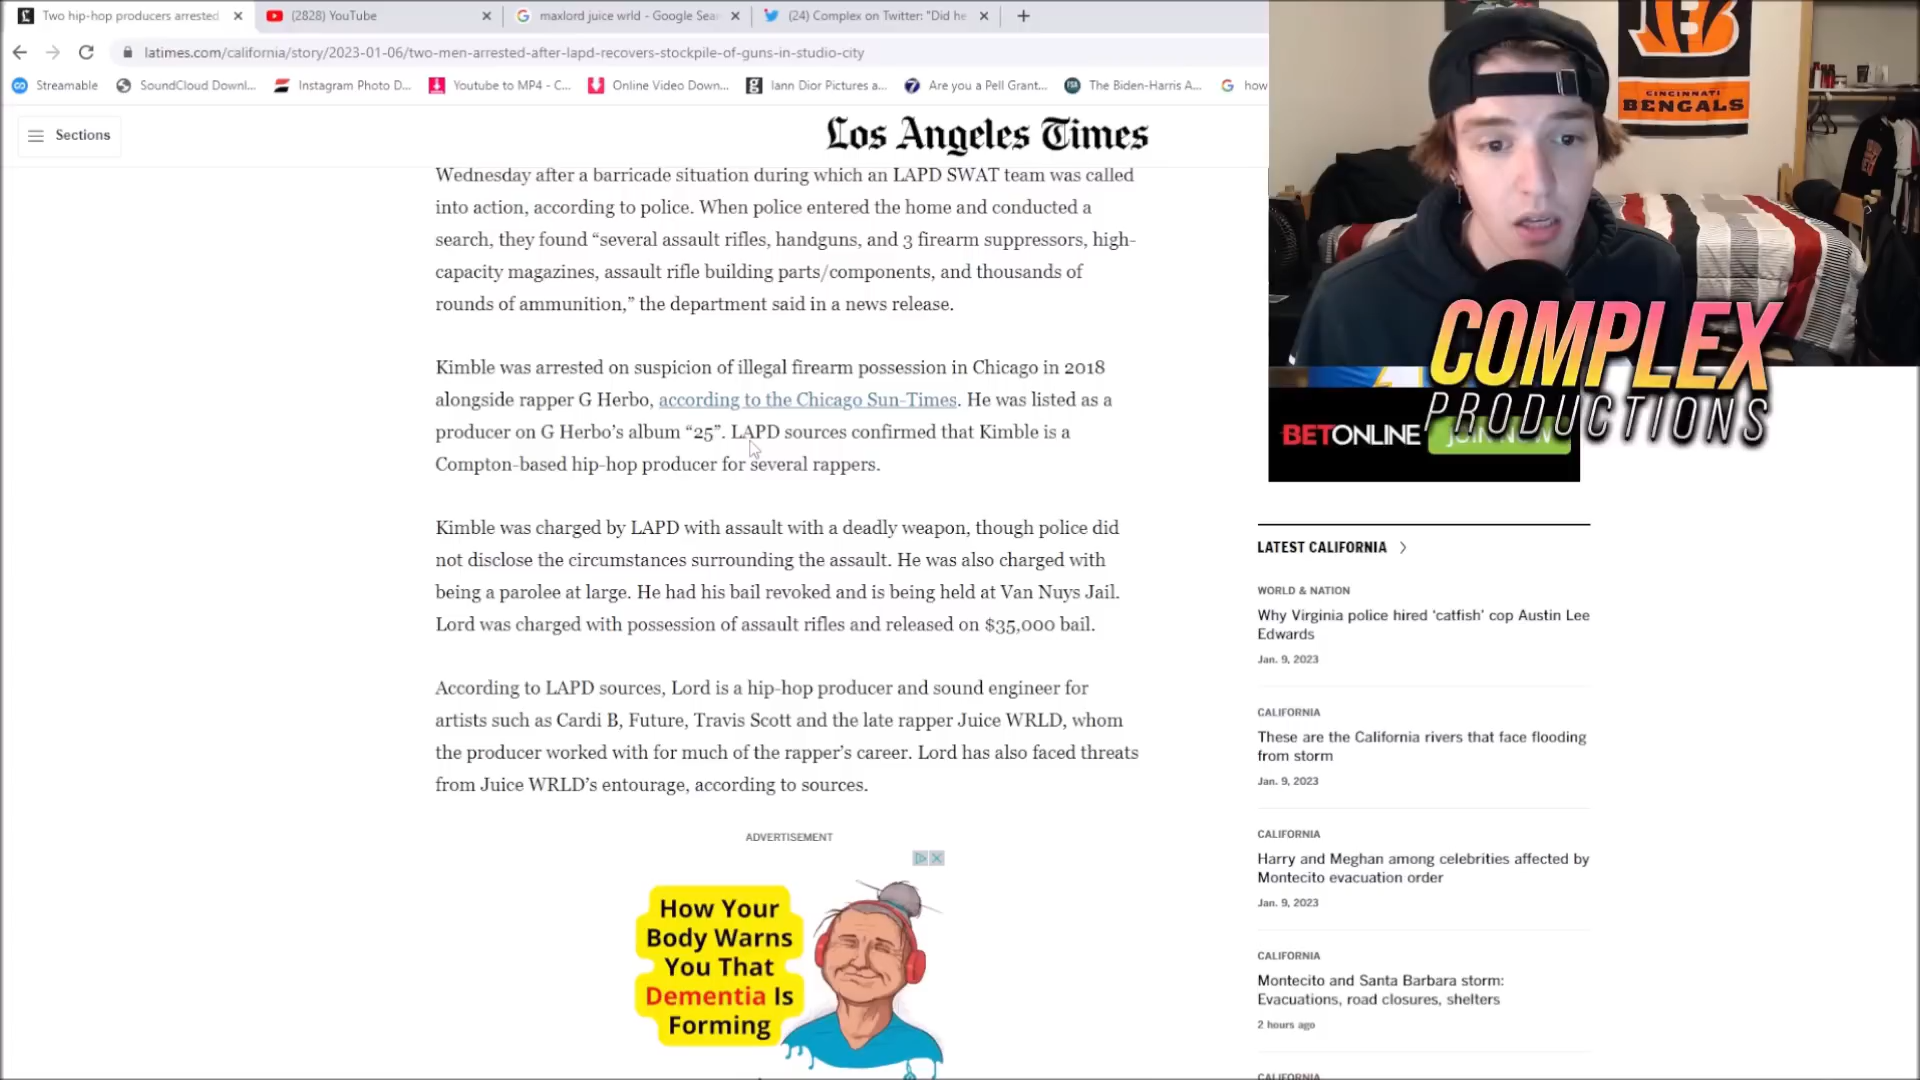 Two hip-hop producers arrested
(2828) YouTube
maxlord juice wrld - Google Sear
(24) Complex on Twitter: "Did he
latimes.com/california/story/2023-01-06/two-men-arrested-after-lapd-recovers-stockpile-of-guns-in-studio-city
Streamable
SoundCloud Downl...
Instagram Photo D...
Youtube to MP4 - C...
Online Video Down...
Iann Dior Pictures a...
Are you a Pell Grant...
The Biden-Harris A...
how
Sections
Los Angeles Times
CINCINNATI
BENGALS
Wednesday after a barricade situation during which an LAPD SWAT team was called
into action, according to police. When police entered the home and conducted a
search, they found “several assault rifles, handguns, and 3 firearm suppressors, high-
capacity magazines, assault rifle building parts/components, and thousands of
rounds of ammunition,” the department said in a news release.
Kimble was arrested on suspicion of illegal firearm possession in Chicago in 2018
alongside rapper G Herbo, according to the Chicago Sun-Times. He was listed as a
producer on G Herbo’s album “25”. LAPD sources confirmed that Kimble is a
Compton-based hip-hop producer for several rappers.
Kimble was charged by LAPD with assault with a deadly weapon, though police did
not disclose the circumstances surrounding the assault. He was also charged with
being a parolee at large. He had his bail revoked and is being held at Van Nuys Jail.
Lord was charged with possession of assault rifles and released on $35,000 bail.
According to LAPD sources, Lord is a hip-hop producer and sound engineer for
artists such as Cardi B, Future, Travis Scott and the late rapper Juice WRLD, whom
the producer worked with for much of the rapper’s career. Lord has also faced threats
from Juice WRLD’s entourage, according to sources.
ADVERTISEMENT
How Your
Body Warns
You That
Dementia Is
Forming
COMPLEX
PRODUCTIONS
BETONLINE
JOIN NOW
LATEST CALIFORNIA
WORLD & NATION
Why Virginia police hired ‘catfish’ cop Austin Lee
Edwards
Jan. 9, 2023
CALIFORNIA
These are the California rivers that face flooding
from storm
Jan. 9, 2023
CALIFORNIA
Harry and Meghan among celebrities affected by
Montecito evacuation order
Jan. 9, 2023
CALIFORNIA
Montecito and Santa Barbara storm:
Evacuations, road closures, shelters
2 hours ago
CALIFORNIA